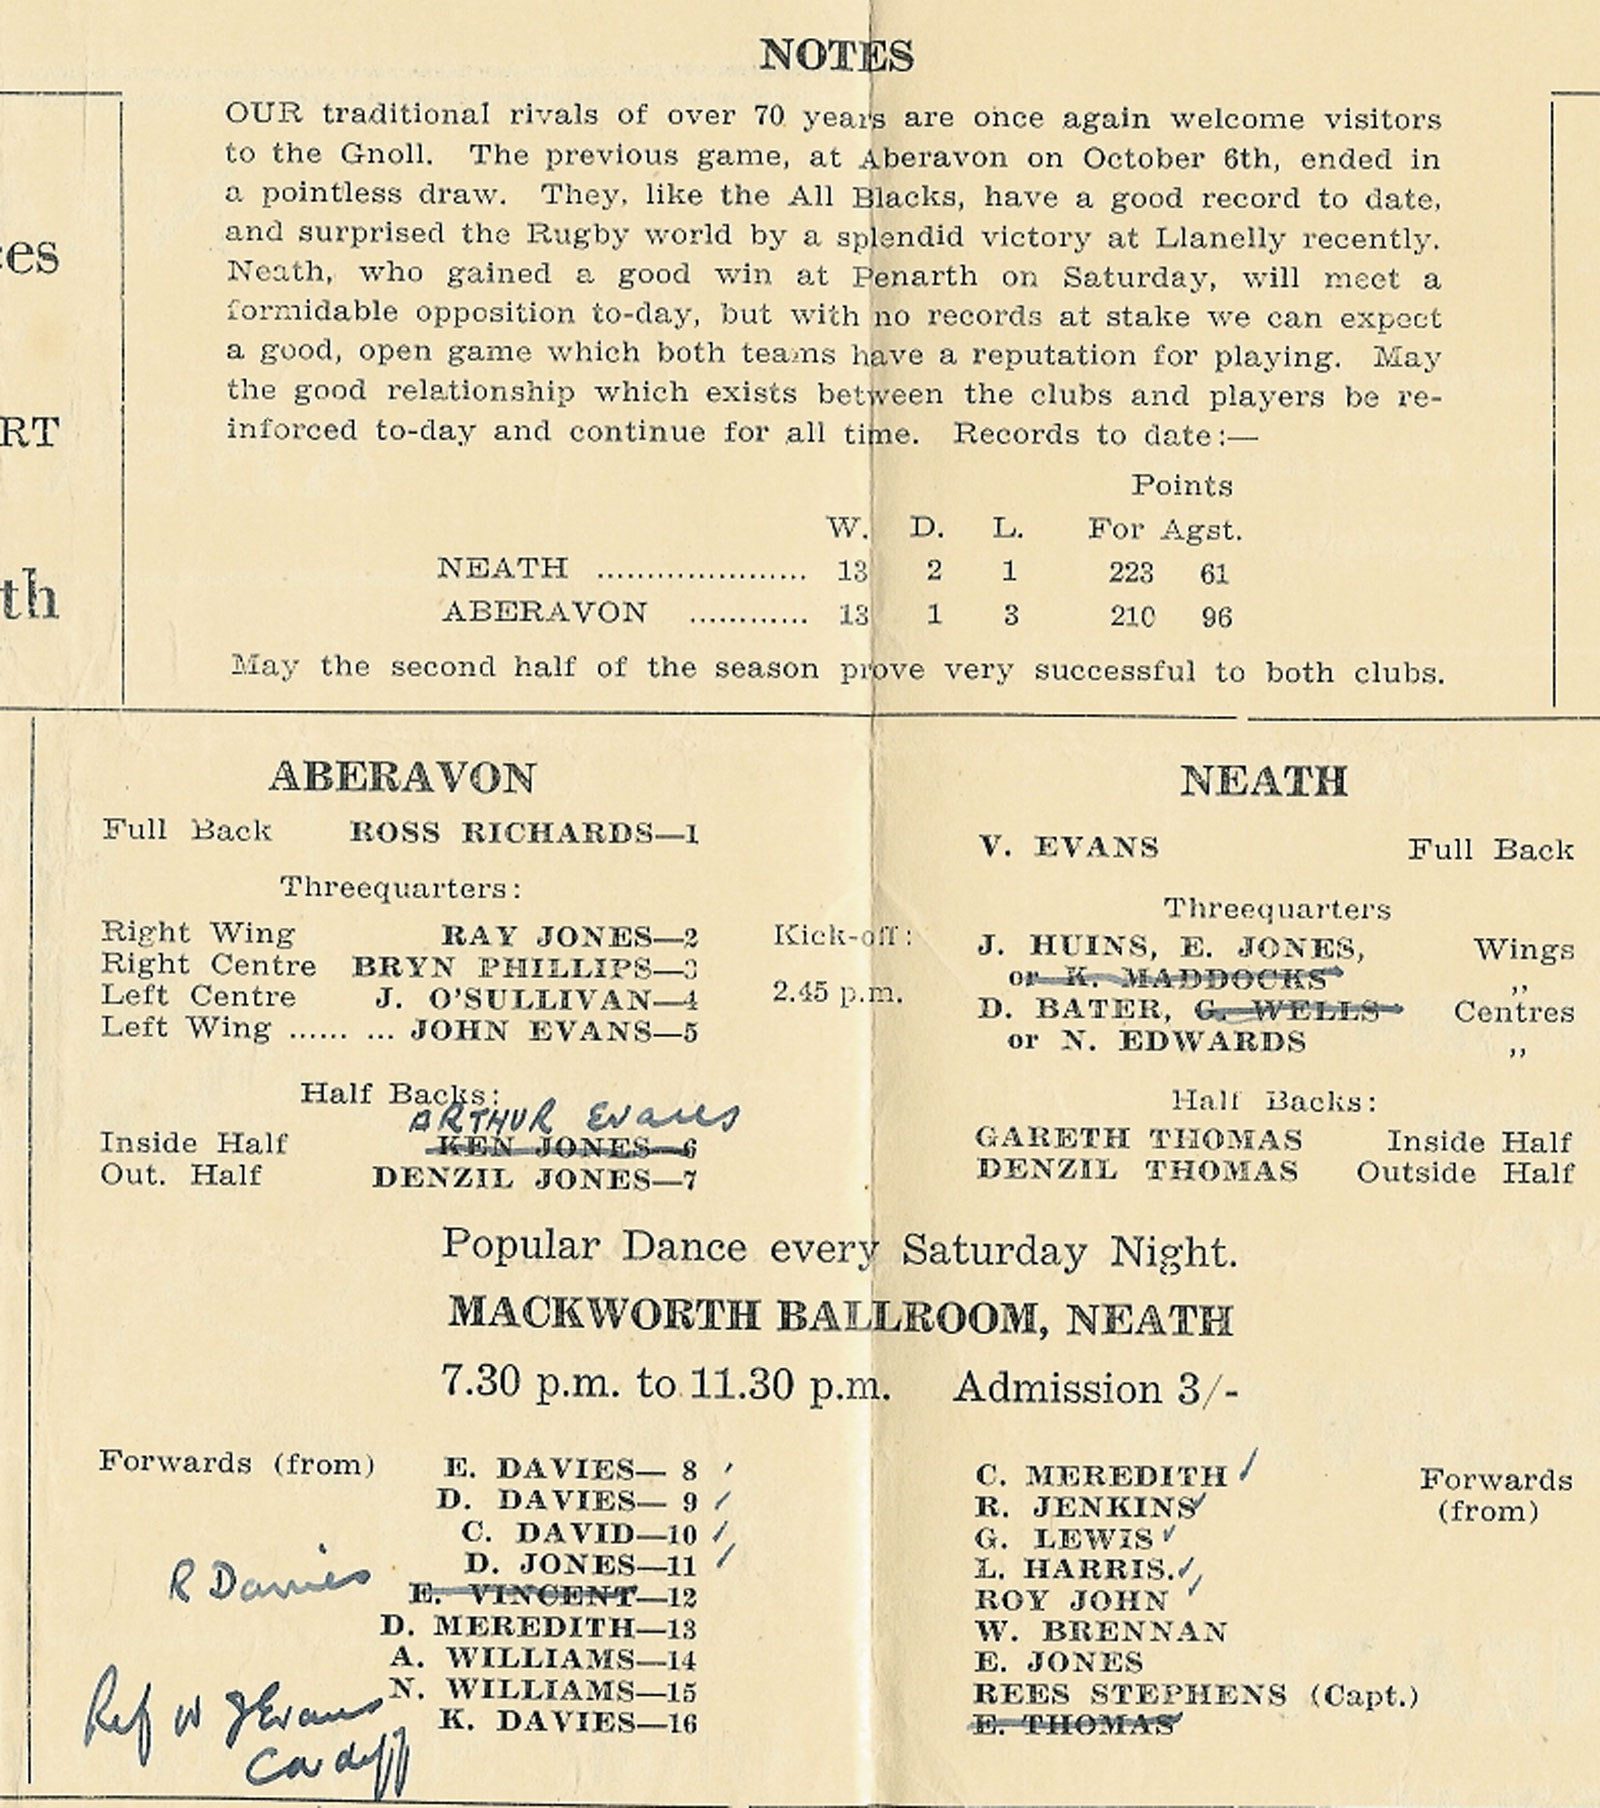 NOTES
OUR traditional rivals of over 70 years are once again welcome visitors
to the Gnoll. The previous game, at Aberavon on October 6th, ended in
a pointless draw. They, like the All Blacks, have a good record to date,
and surprised the Rugby world by a splendid victory at Llanelly recently.
Neath, who gained a good win at Penarth on Saturday, will meet a
formidable opposition to-day, but with no records at stake we can expect
a good, open game which both teams have a reputation for playing. May
the good relationship which exists between the clubs and players be re-
inforced to-day and continue for all time. Records to date:—
Points
W. D. L. For Agst.
NEATH ..................... 13 2 1 223 61
ABERAVON ............ 13 1 3 210 96
May the second half of the season prove very successful to both clubs.
ces
RT
th
ABERAVON
Full Back ROSS RICHARDS—1
Threequarters:
Right Wing RAY JONES—2
Right Centre BRYN PHILLIPS—3
Left Centre J. O'SULLIVAN—4
Left Wing ...... ... JOHN EVANS—5
Half Backs:
ARTHUR Evans
Inside Half KEN JONES—6
Out. Half DENZIL JONES—7
Kick-off:
2.45 p.m.
NEATH
V. EVANS Full Back
Threequarters
J. HUINS, E. JONES, Wings
or K. MADDOCKS ,,
D. BATER, G. WELLS Centres
or N. EDWARDS ,,
Half Backs:
GARETH THOMAS Inside Half
DENZIL THOMAS Outside Half
Popular Dance every Saturday Night.
MACKWORTH BALLROOM, NEATH
7.30 p.m. to 11.30 p.m. Admission 3/-
Forwards (from) E. DAVIES— 8
D. DAVIES— 9
C. DAVID—10
D. JONES—11
R Davies E. VINCENT—12
D. MEREDITH—13
A. WILLIAMS—14
N. WILLIAMS—15
K. DAVIES—16
Ref W J Evans
Cardiff
C. MEREDITH Forwards
R. JENKINS (from)
G. LEWIS
L. HARRIS.
ROY JOHN
W. BRENNAN
E. JONES
REES STEPHENS (Capt.)
E. THOMAS